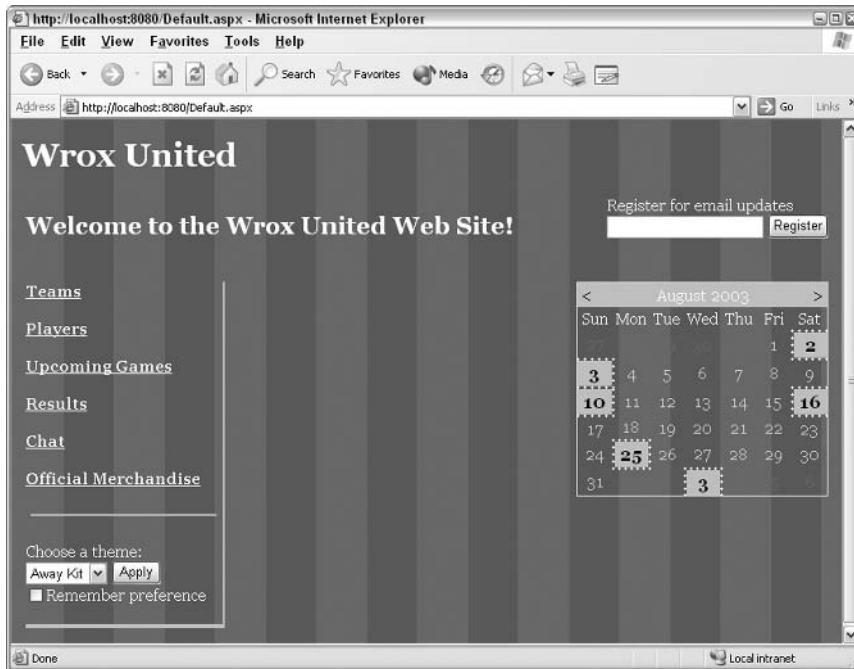 http://localhost:8080/Default.aspx - Microsoft Internet Explorer
File Edit View Favorites Tools Help
Back Search Favorites Media
Address http://localhost:8080/Default.aspx Go Links
Wrox United
Welcome to the Wrox United Web Site!
Register for email updates
Register
Teams
Players
Upcoming Games
Results
Chat
Official Merchandise
Choose a theme:
Away Kit Apply
Remember preference
< August 2003 >
Sun Mon Tue Wed Thu Fri Sat
1 2
3 4 5 6 7 8 9
10 11 12 13 14 15 16
17 18 19 20 21 22 23
24 25 26 27 28 29 30
31 3
Done Local intranet